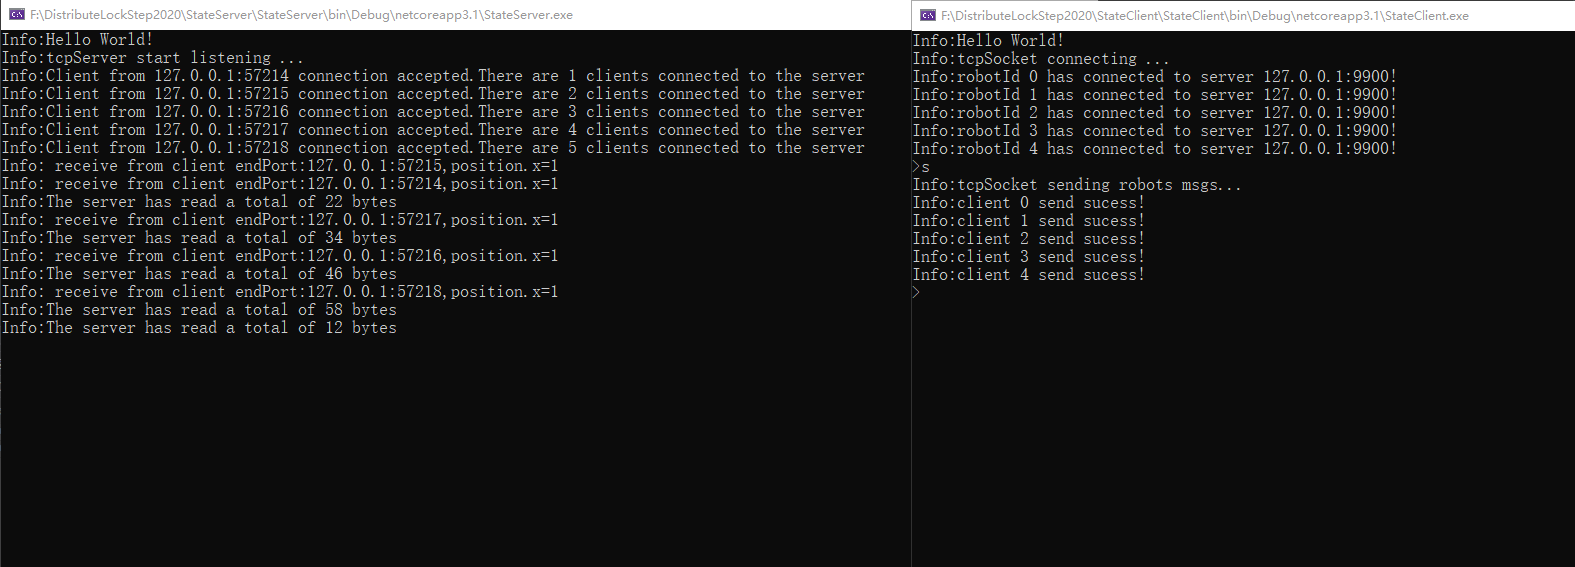 F:\DistributeLockStep2020\StateServer\StateServer\bin\Debug\netcoreapp3.1\StateServer.exe
Info:Hello World!
Info:tcpServer start listening ...
Info:Client from 127.0.0.1:57214 connection accepted.There are 1 clients connected to the server
Info:Client from 127.0.0.1:57215 connection accepted.There are 2 clients connected to the server
Info:Client from 127.0.0.1:57216 connection accepted.There are 3 clients connected to the server
Info:Client from 127.0.0.1:57217 connection accepted.There are 4 clients connected to the server
Info:Client from 127.0.0.1:57218 connection accepted.There are 5 clients connected to the server
Info: receive from client endPort:127.0.0.1:57215,position.x=1
Info: receive from client endPort:127.0.0.1:57214,position.x=1
Info:The server has read a total of 22 bytes
Info: receive from client endPort:127.0.0.1:57217,position.x=1
Info:The server has read a total of 34 bytes
Info: receive from client endPort:127.0.0.1:57216,position.x=1
Info:The server has read a total of 46 bytes
Info: receive from client endPort:127.0.0.1:57218,position.x=1
Info:The server has read a total of 58 bytes
Info:The server has read a total of 12 bytes
F:\DistributeLockStep2020\StateClient\StateClient\bin\Debug\netcoreapp3.1\StateClient.exe
Info:Hello World!
Info:tcpSocket connecting ...
Info:robotId 0 has connected to server 127.0.0.1:9900!
Info:robotId 1 has connected to server 127.0.0.1:9900!
Info:robotId 2 has connected to server 127.0.0.1:9900!
Info:robotId 3 has connected to server 127.0.0.1:9900!
Info:robotId 4 has connected to server 127.0.0.1:9900!
>s
Info:tcpSocket sending robots msgs...
Info:client 0 send sucess!
Info:client 1 send sucess!
Info:client 2 send sucess!
Info:client 3 send sucess!
Info:client 4 send sucess!
>